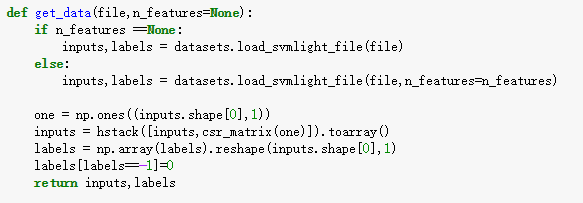 def get_data(file,n_features=None):
    if n_features ==None:
        inputs,labels = datasets.load_svmlight_file(file)
    else:
        inputs,labels = datasets.load_svmlight_file(file,n_features=n_features)
    one = np.ones((inputs.shape[0],1))
    inputs = hstack([inputs,csr_matrix(one)]).toarray()
    labels = np.array(labels).reshape(inputs.shape[0],1)
    labels[labels==-1]=0
    return inputs,labels